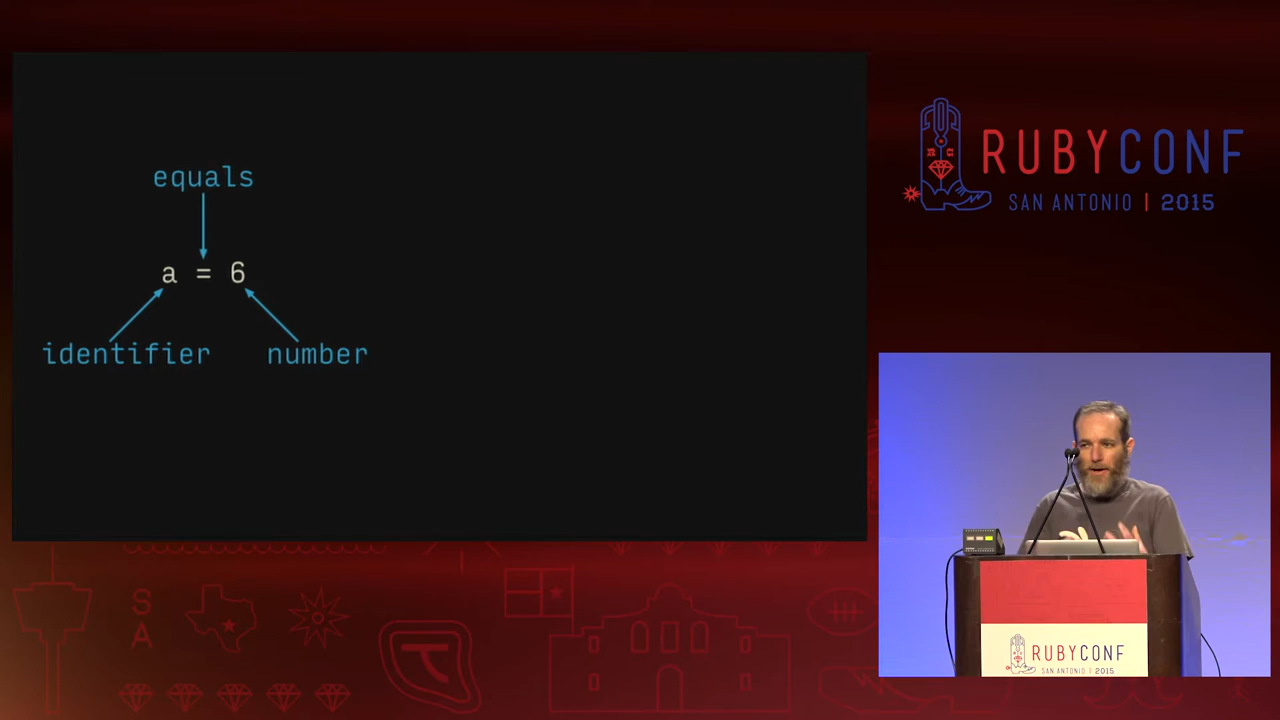 equals
a = 6
identifier number
RUBYCONF
SAN ANTONIO | 2015
S
A
RUBYCONF
SAN ANTONIO | 2015